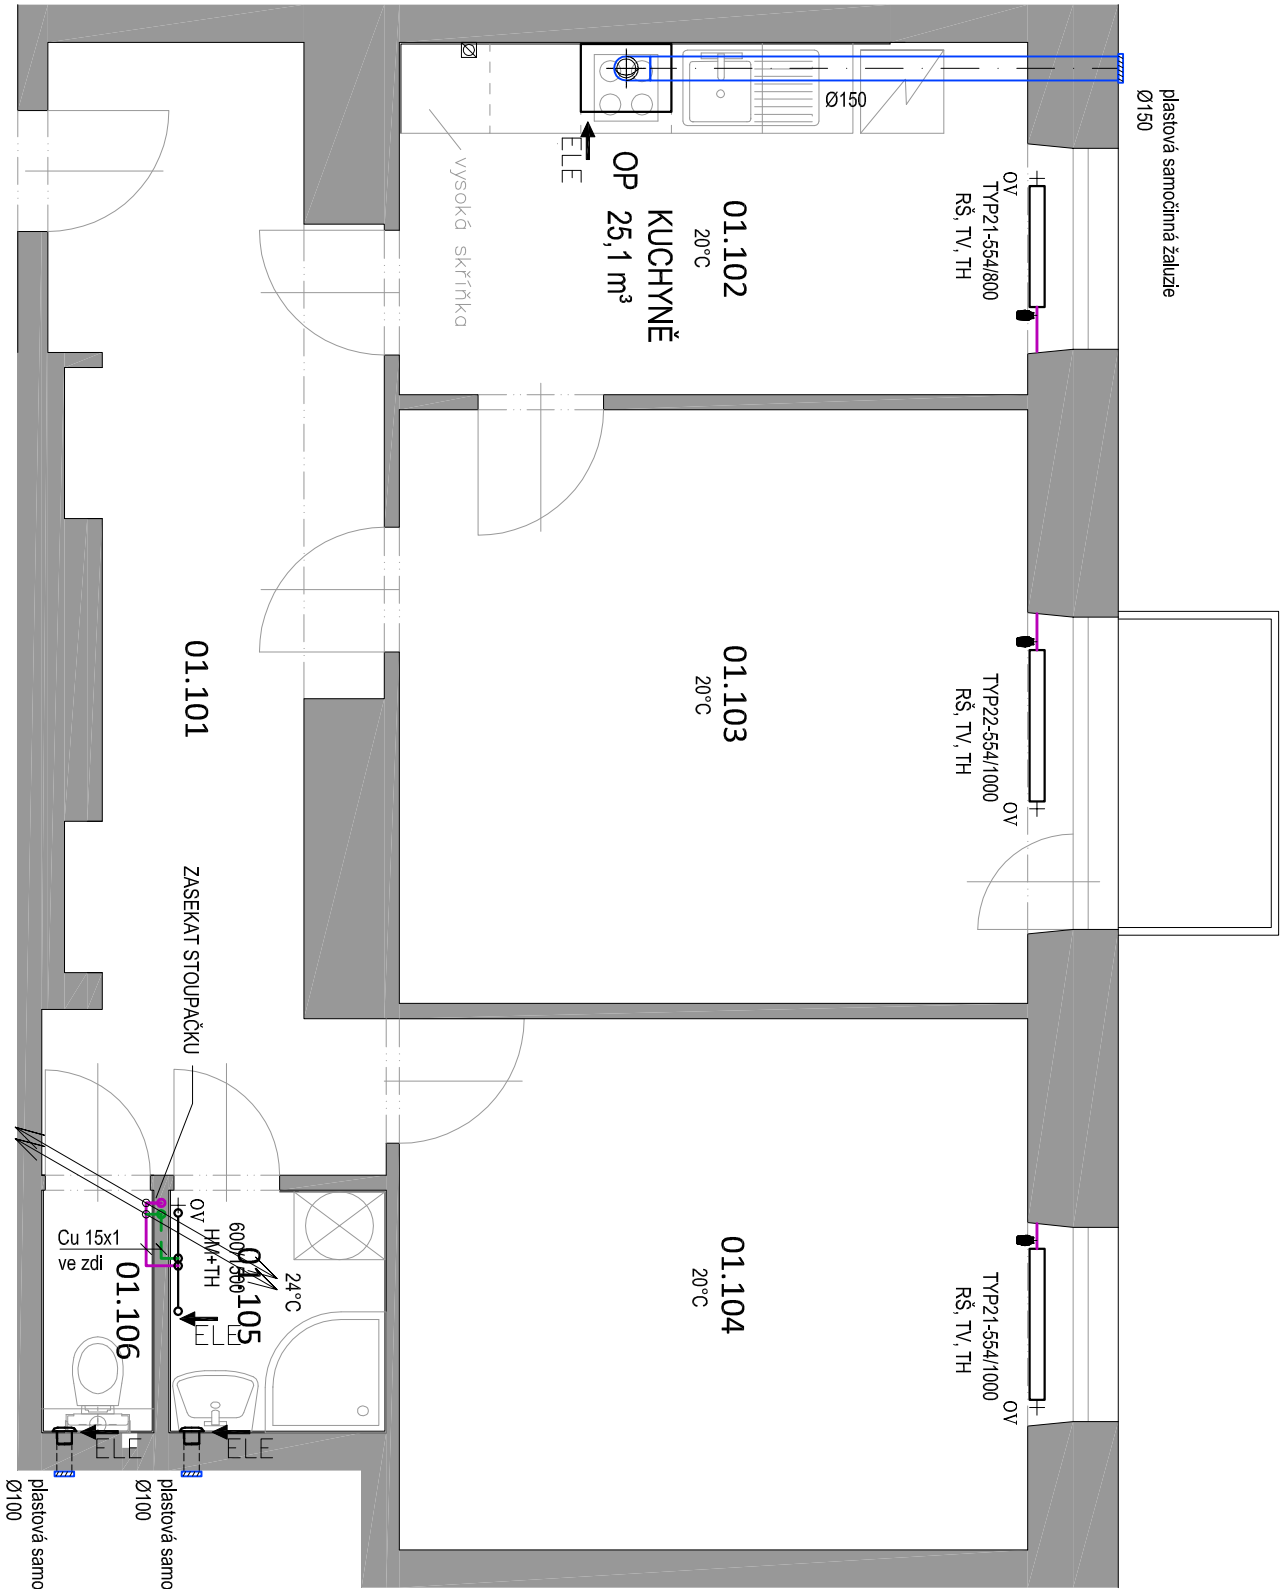 plastová samočinná žaluzie
Ø150
Ø150
ELE
OP
KUCHYNĚ
25,1 m³
vysoká skříňka
01.102
20°C
OV
TYP21-554/800
RŠ, TV, TH
01.103
20°C
TYP22-554/1000
RŠ, TV, TH
OV
01.101
ZASEKAT STOUPAČKU
01.104
20°C
TYP21-554/1000
RŠ, TV, TH
OV
Cu 15x1
ve zdi
01.106
OV
HM+TH
01.105
24°C
ELE
ELE
ELE
plastová samo
Ø100
plastová samo
Ø100